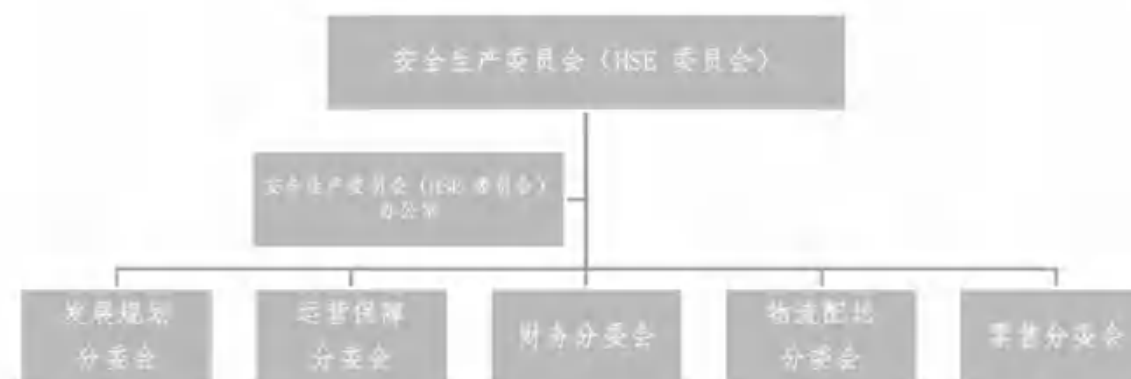 安全生产委员会（HSE 委员会）
安全生产委员会（HSE 委员会）
办公室
发展规划
分委会
运营保障
分委会
财务分委会
物流配送
分委会
零售分委会